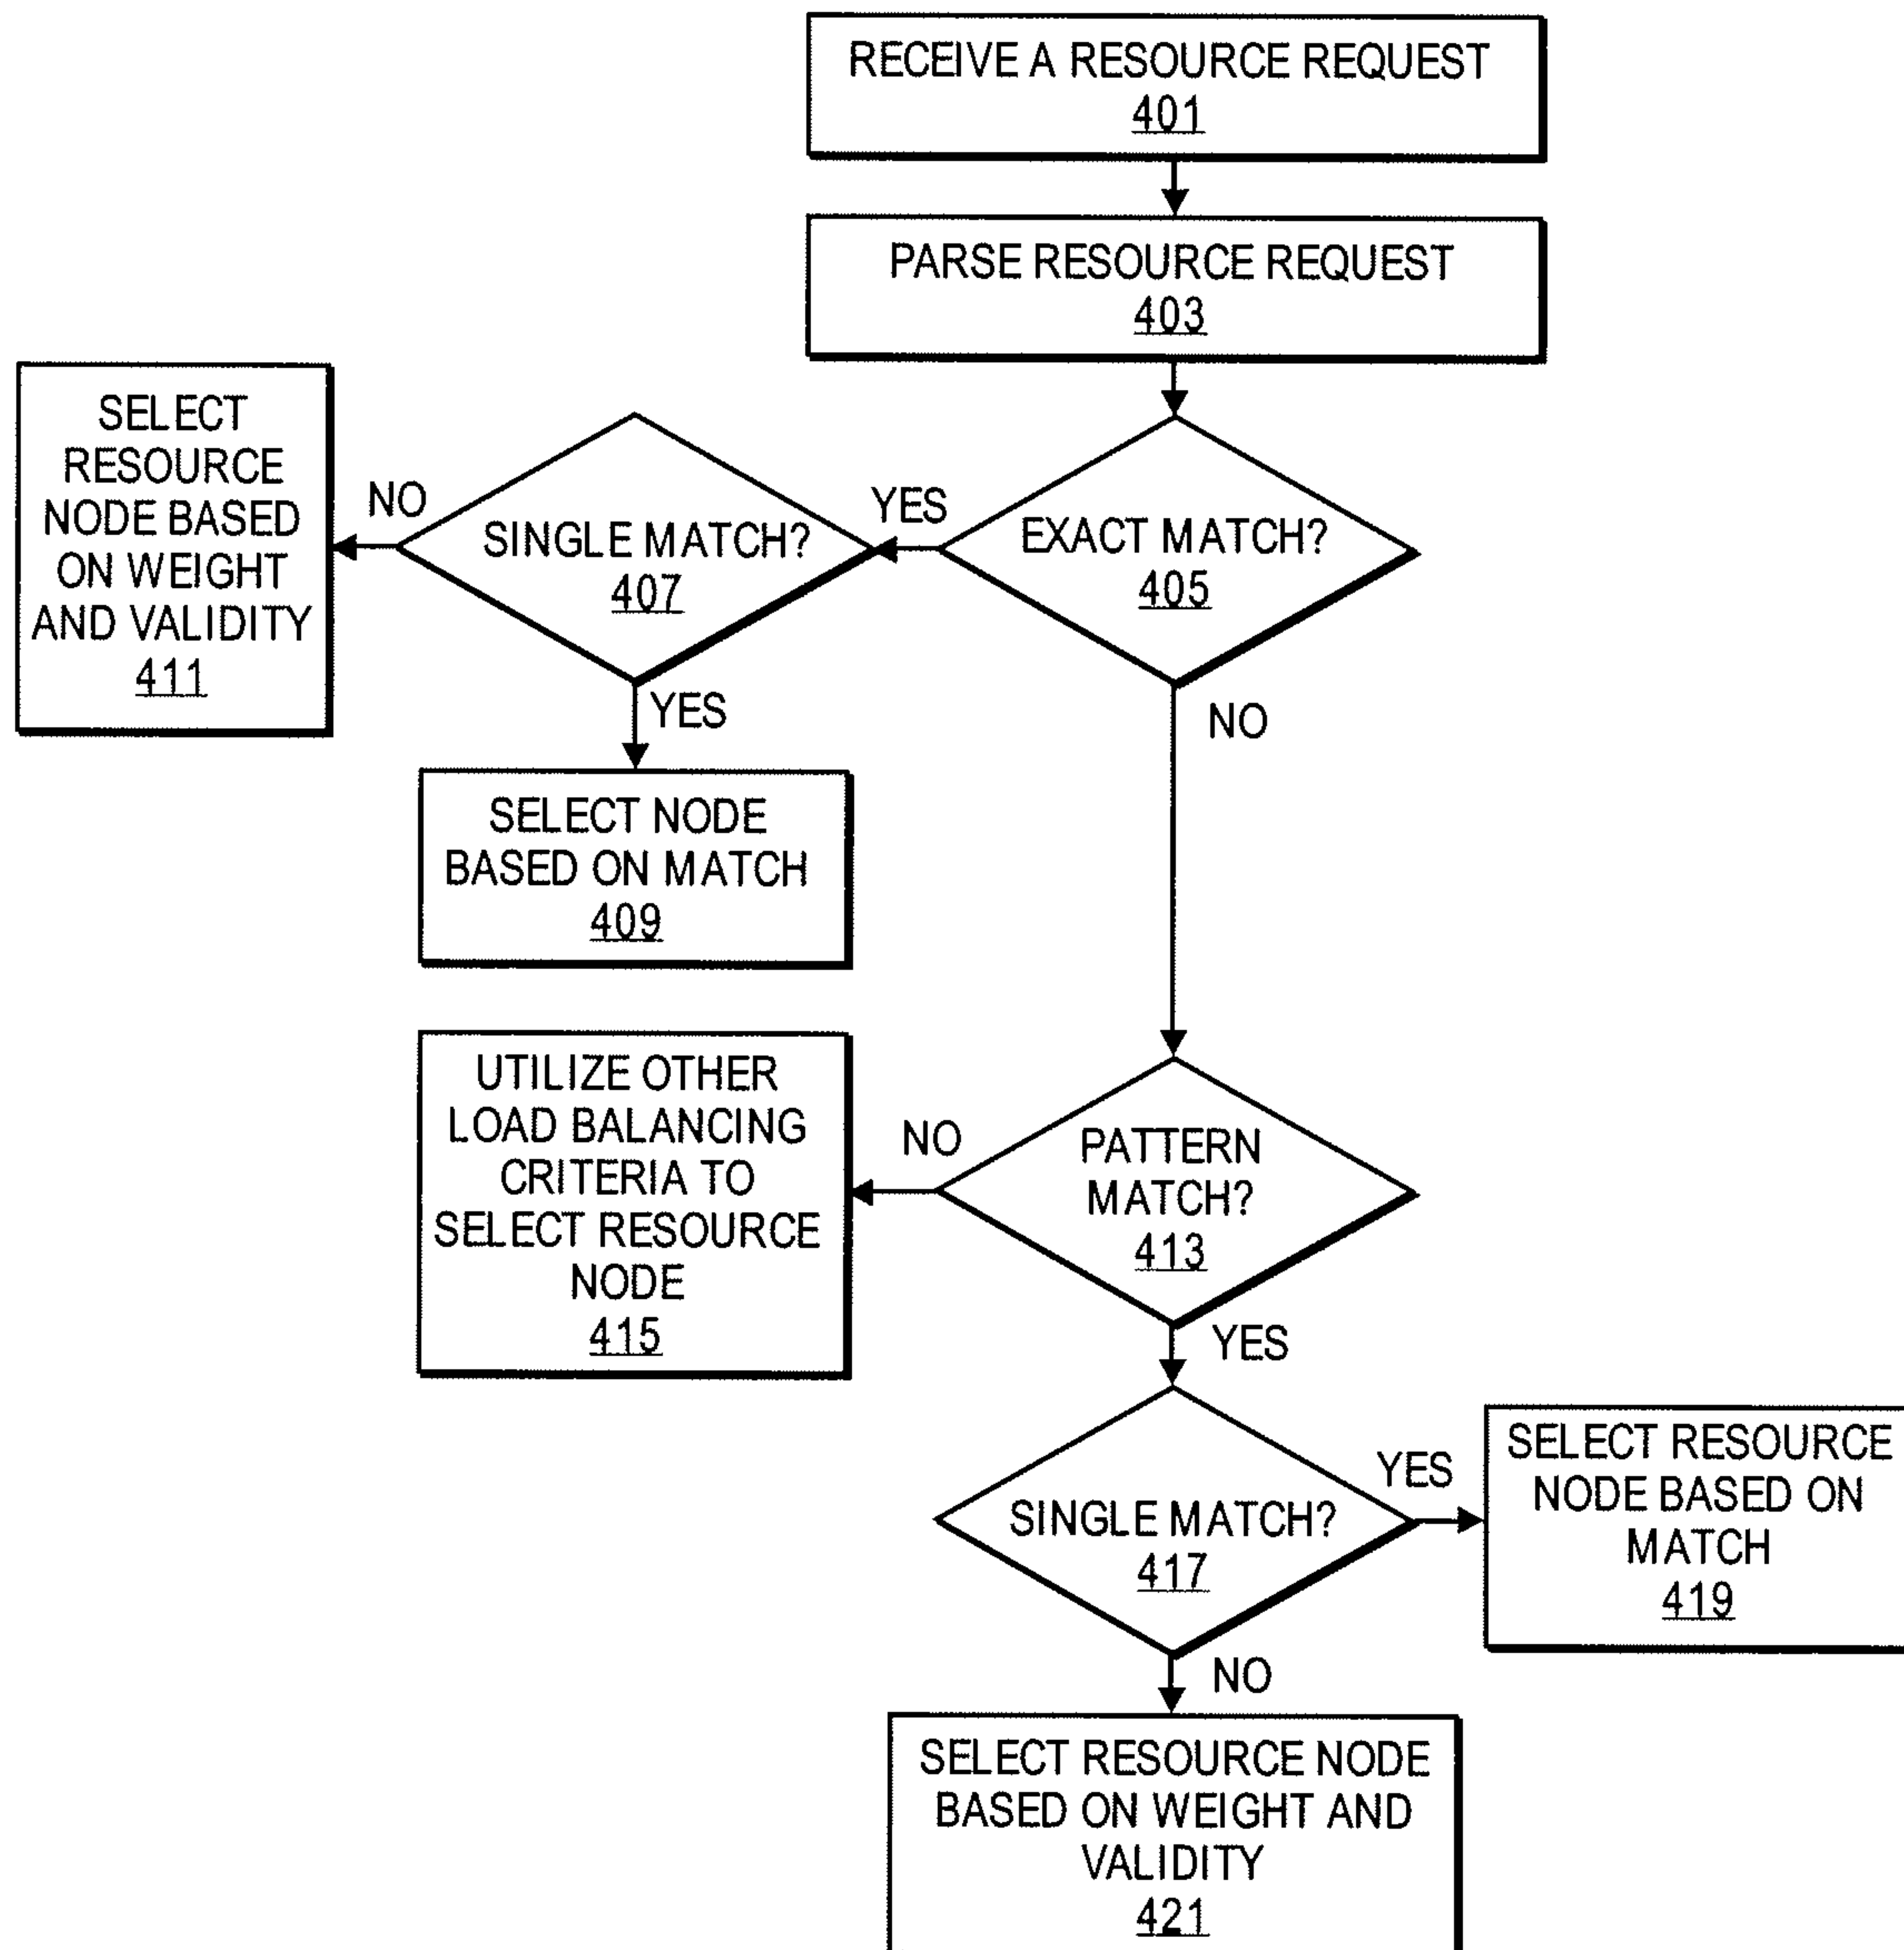 RECEIVE A RESOURCE REQUEST
401
PARSE RESOURCE REQUEST
403
SELECT
RESOURCE
NODE BASED
ON WEIGHT
AND VALIDITY
411
NO
SINGLE MATCH?
407
YES
EXACT MATCH?
405
YES
NO
SELECT NODE
BASED ON MATCH
409
UTILIZE OTHER
LOAD BALANCING
CRITERIA TO
SELECT RESOURCE
NODE
415
NO
PATTERN
MATCH?
413
YES
SINGLE MATCH?
417
YES
SELECT RESOURCE
NODE BASED ON
MATCH
419
NO
SELECT RESOURCE NODE
BASED ON WEIGHT AND
VALIDITY
421